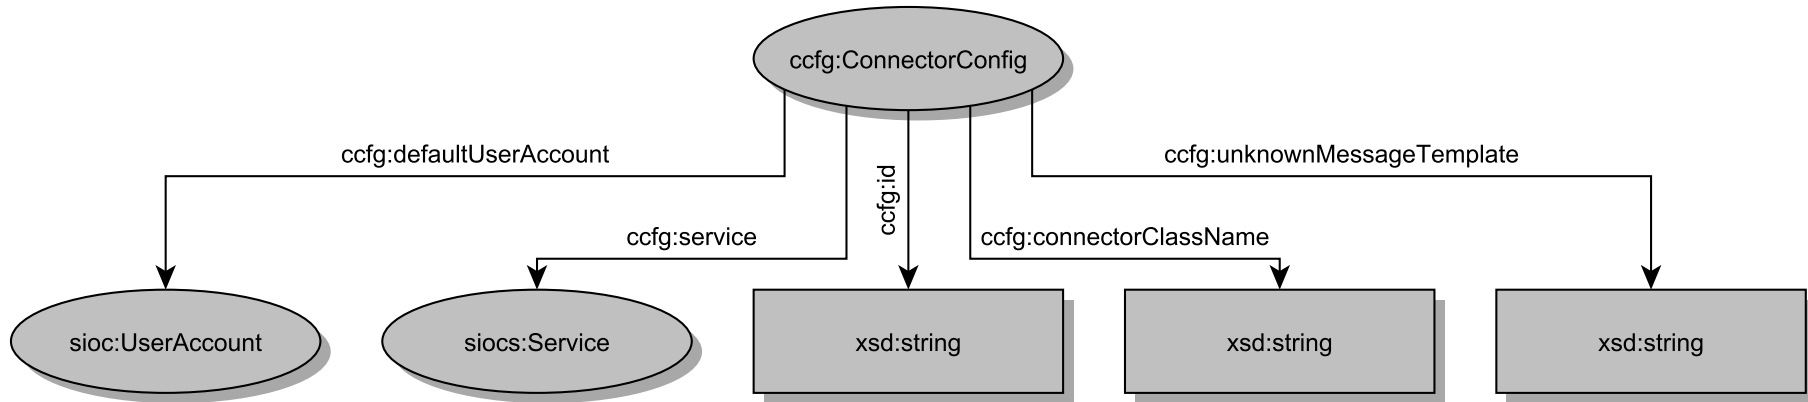 ccfg:ConnectorConfig
ccfg:defaultUserAccount
ccfg:unknownMessageTemplate
ccfg:id
ccfg:service
ccfg:connectorClassName
sioc:UserAccount
siocs:Service
xsd:string
xsd:string
xsd:string